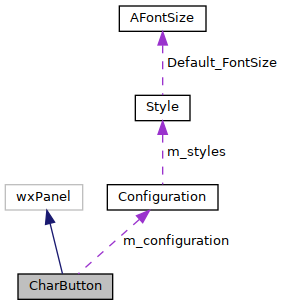 AFontSize
Default_FontSize
Style
m_styles
wxPanel
Configuration
m_configuration
CharButton